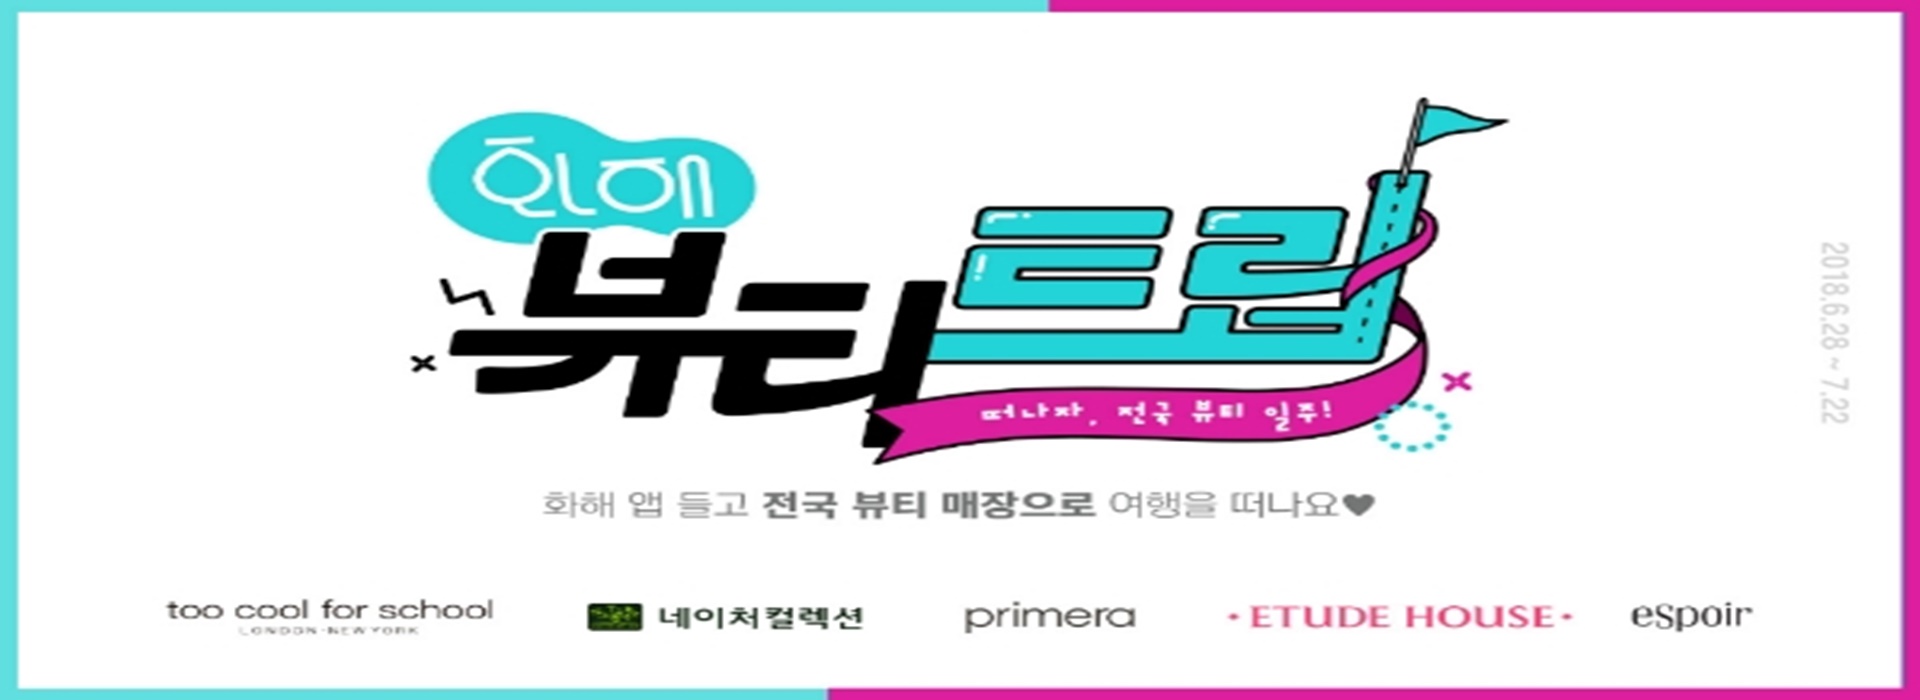 화해
뷰티트립
떠나자, 전국 뷰티 일주!
화해 앱 들고 전국 뷰티 매장으로 여행을 떠나요♥
2018.6.28 ~ 7.22
too cool for school
LONDON·NEW YORK
네이처컬렉션
primera
·ETUDE HOUSE·
eSpoir